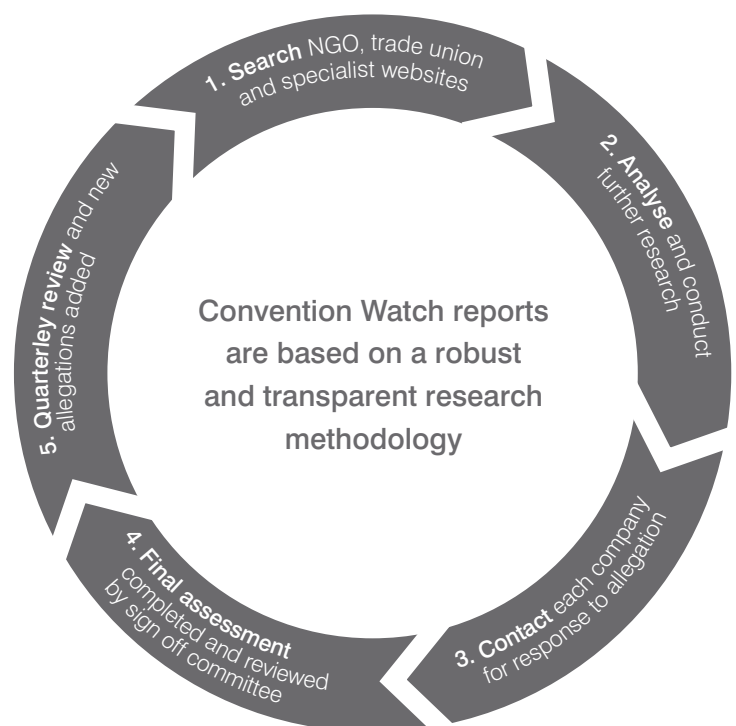 1. Search NGO, trade union
and specialist websites
2. Analyse and conduct
further research
3. Contact each company
for response to allegation
4. Final assessment
completed and reviewed
by sign off committee
5. Quarterley review and new
allegations added
Convention Watch reports
are based on a robust
and transparent research
methodology